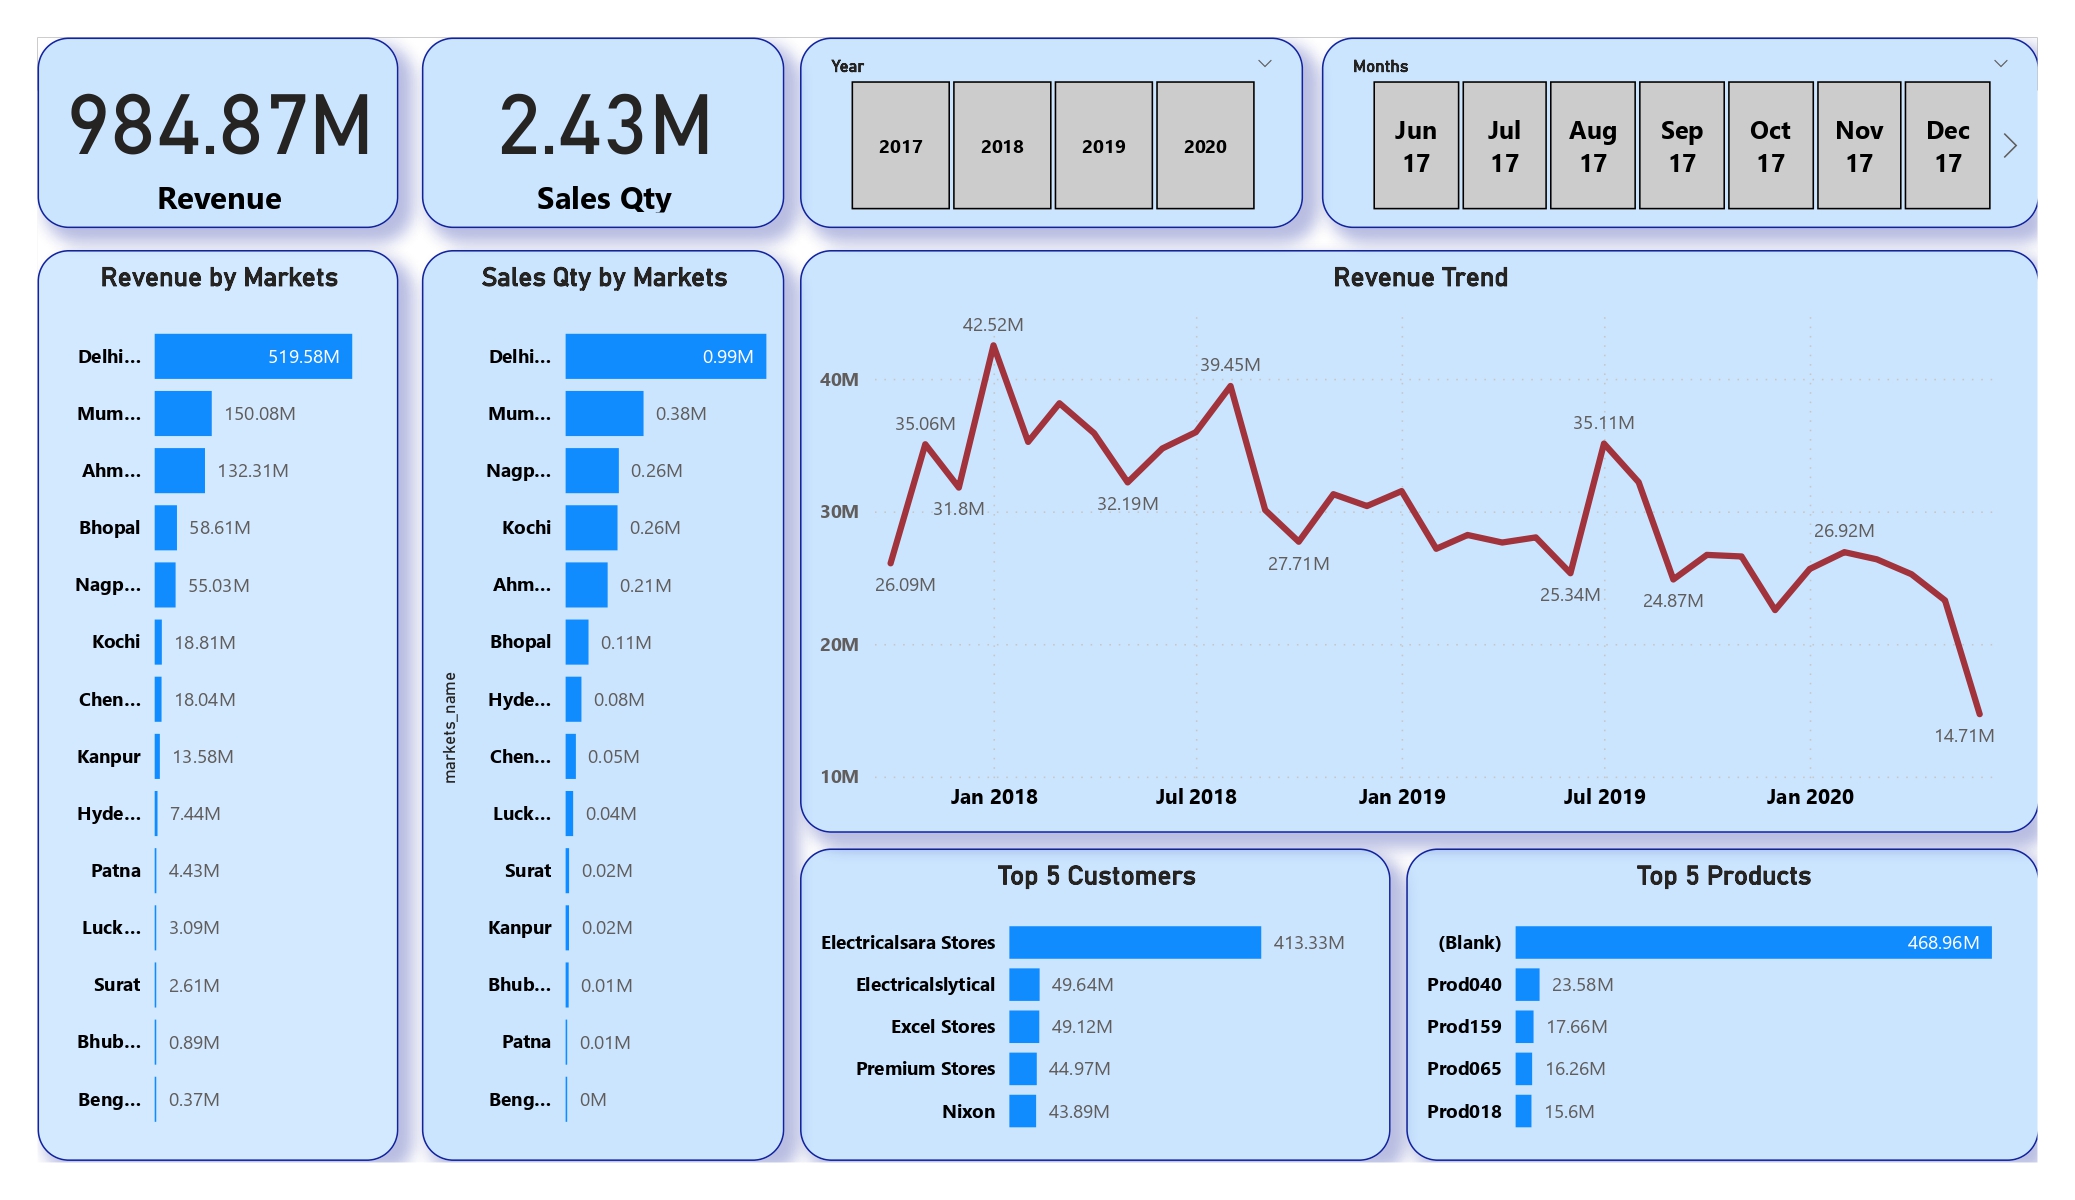 984.87M
Revenue
2.43M
Sales Qty
Year
2017
2018
2019
2020
Months
Jun
17
Jul
17
Aug
17
Sep
17
Oct
17
Nov
17
Dec
17
Revenue by Markets
Delhi... 519.58M
Mum... 150.08M
Ahm... 132.31M
Bhopal 58.61M
Nagp... 55.03M
Kochi 18.81M
Chen... 18.04M
Kanpur 13.58M
Hyde... 7.44M
Patna 4.43M
Luck... 3.09M
Surat 2.61M
Bhub... 0.89M
Beng... 0.37M
Sales Qty by Markets
markets_name
Delhi... 0.99M
Mum... 0.38M
Nagp... 0.26M
Kochi 0.26M
Ahm... 0.21M
Bhopal 0.11M
Hyde... 0.08M
Chen... 0.05M
Luck... 0.04M
Surat 0.02M
Kanpur 0.02M
Bhub... 0.01M
Patna 0.01M
Beng... 0M
Revenue Trend
40M
30M
20M
10M
26.09M
35.06M
31.8M
42.52M
32.19M
39.45M
27.71M
25.34M
35.11M
24.87M
26.92M
14.71M
Jan 2018
Jul 2018
Jan 2019
Jul 2019
Jan 2020
Top 5 Customers
Electricalsara Stores 413.33M
Electricalslytical 49.64M
Excel Stores 49.12M
Premium Stores 44.97M
Nixon 43.89M
Top 5 Products
(Blank) 468.96M
Prod040 23.58M
Prod159 17.66M
Prod065 16.26M
Prod018 15.6M